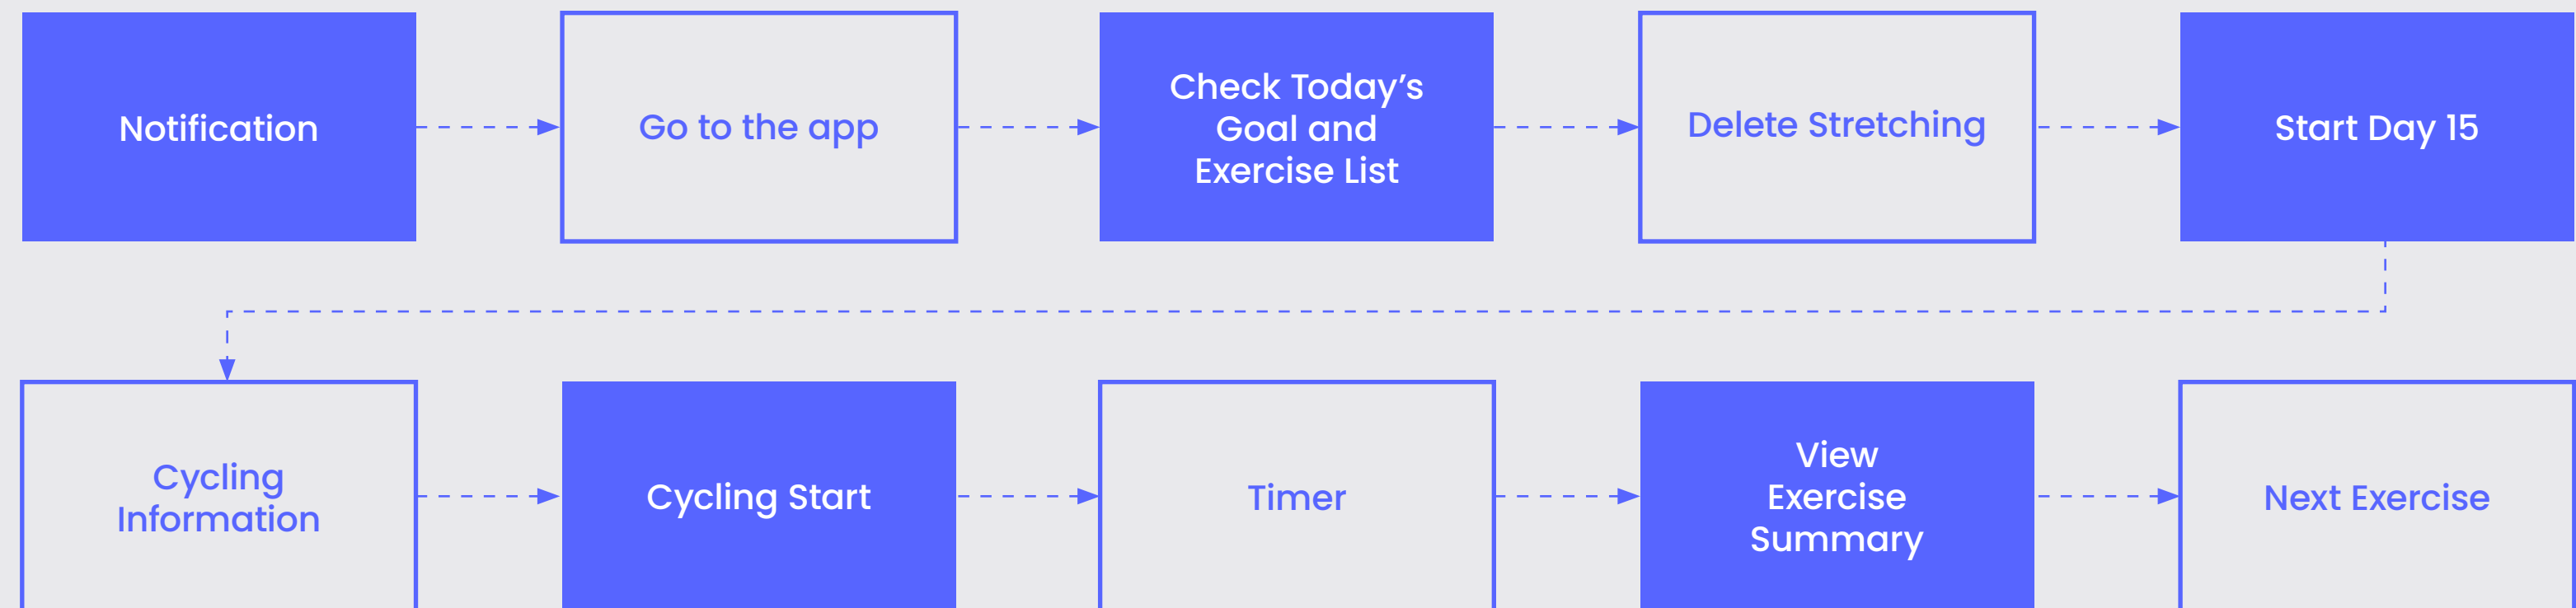 Notification
Go to the app
Check Today’s
Goal and
Exercise List
Delete Stretching
Start Day 15
Cycling
Information
Cycling Start
Timer
View
Exercise
Summary
Next Exercise